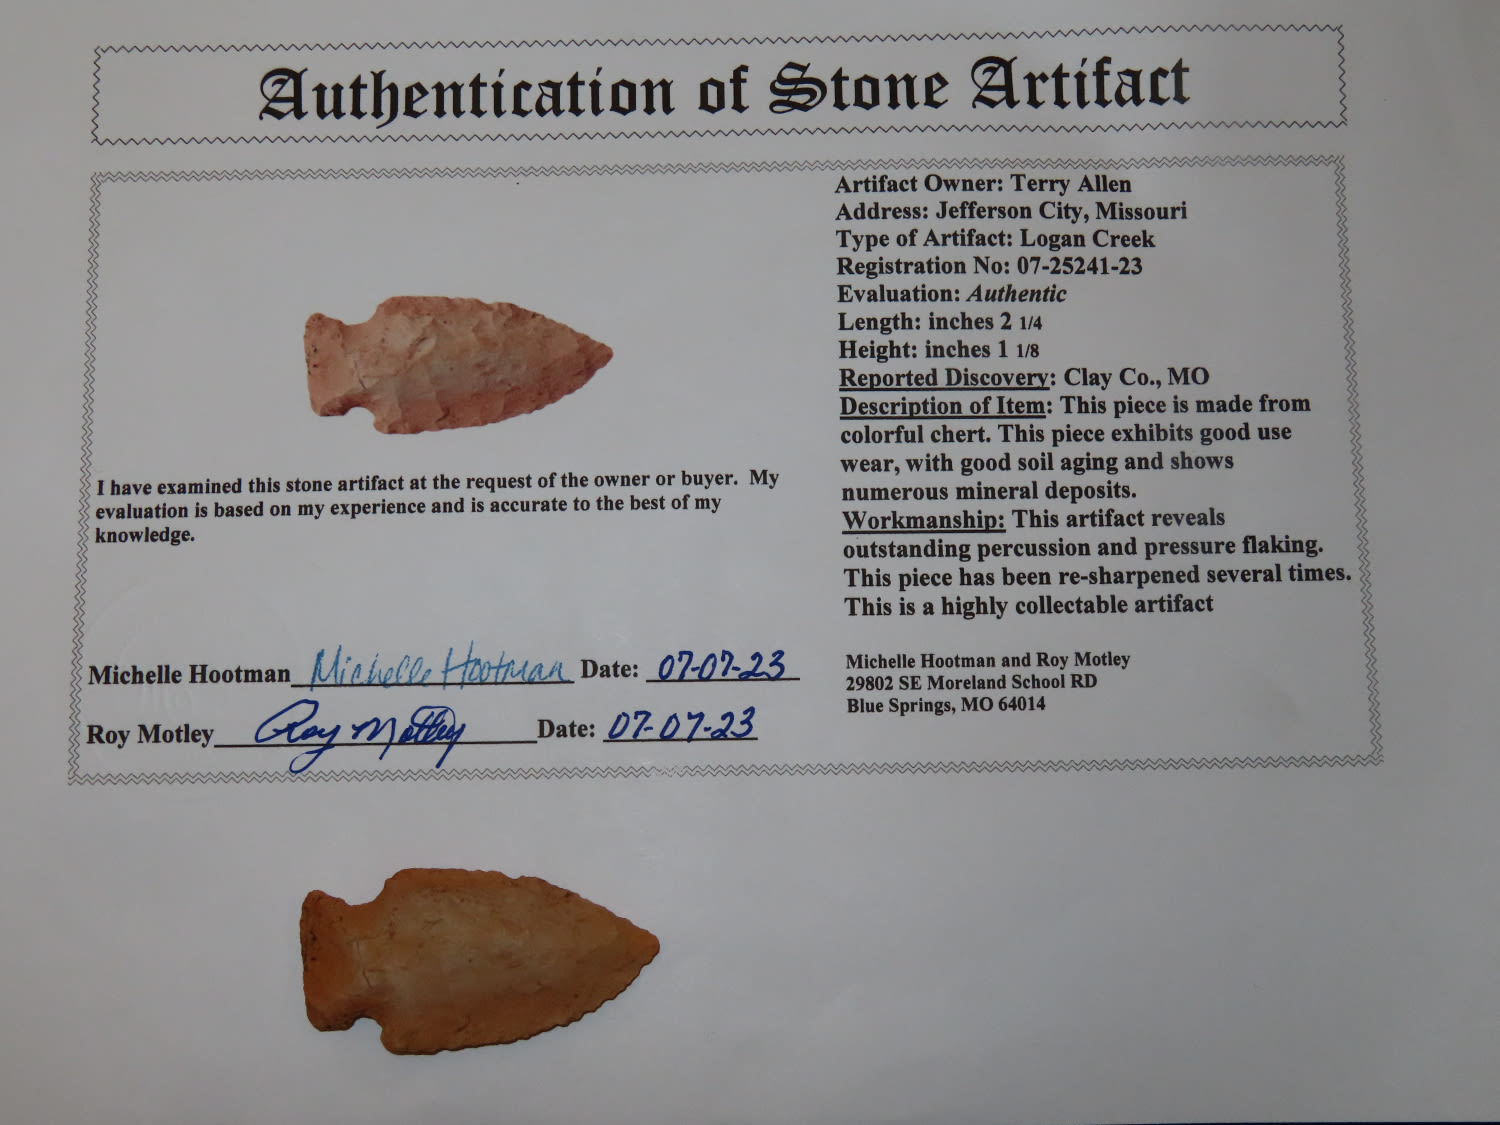 Authentication of Stone Artifact
I have examined this stone artifact at the request of the owner or buyer. My
evaluation is based on my experience and is accurate to the best of my
knowledge.
Michelle Hootman Michelle Hootman Date: 07-07-23
Roy Motley Roy Motley Date: 07-07-23
Artifact Owner: Terry Allen
Address: Jefferson City, Missouri
Type of Artifact: Logan Creek
Registration No: 07-25241-23
Evaluation: Authentic
Length: inches 2 1/4
Height: inches 1 1/8
Reported Discovery: Clay Co., MO
Description of Item: This piece is made from
colorful chert. This piece exhibits good use
wear, with good soil aging and shows
numerous mineral deposits.
Workmanship: This artifact reveals
outstanding percussion and pressure flaking.
This piece has been re-sharpened several times.
This is a highly collectable artifact
Michelle Hootman and Roy Motley
29802 SE Moreland School RD
Blue Springs, MO 64014